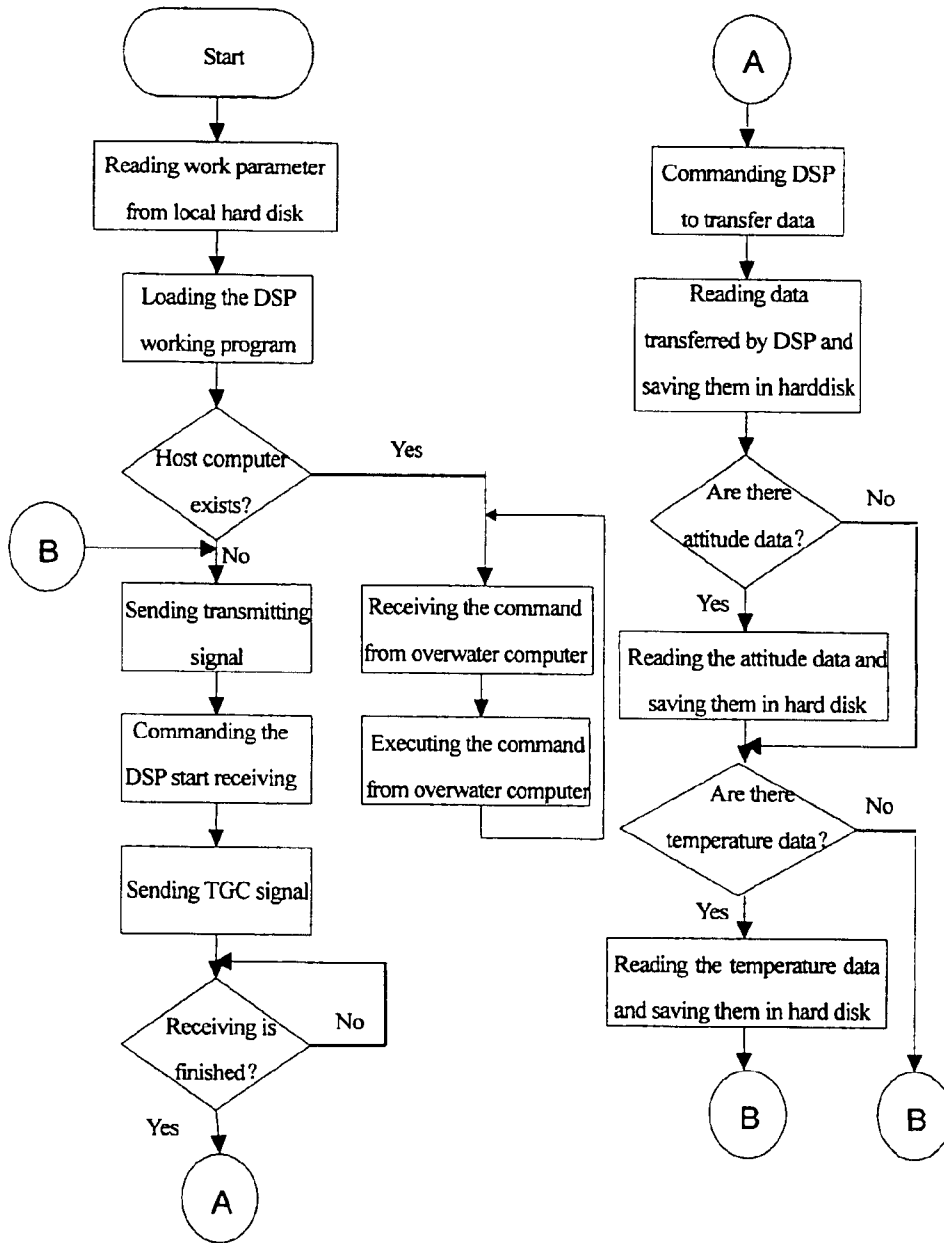 Start
Reading work parameter
from local hard disk
Loading the DSP
working program
Host computer
exists?
Yes
B
No
Sending transmitting
signal
Commanding the
DSP start receiving
Sending TGC signal
Receiving is
finished?
No
Yes
A
Receiving the command
from overwater computer
Executing the command
from overwater computer
A
Commanding DSP
to transfer data
Reading data
transferred by DSP and
saving them in harddisk
Are there
attitude data?
No
Yes
Reading the attitude data and
saving them in hard disk
Are there
temperature data?
No
Yes
Reading the temperature data
and saving them in hard disk
B
B